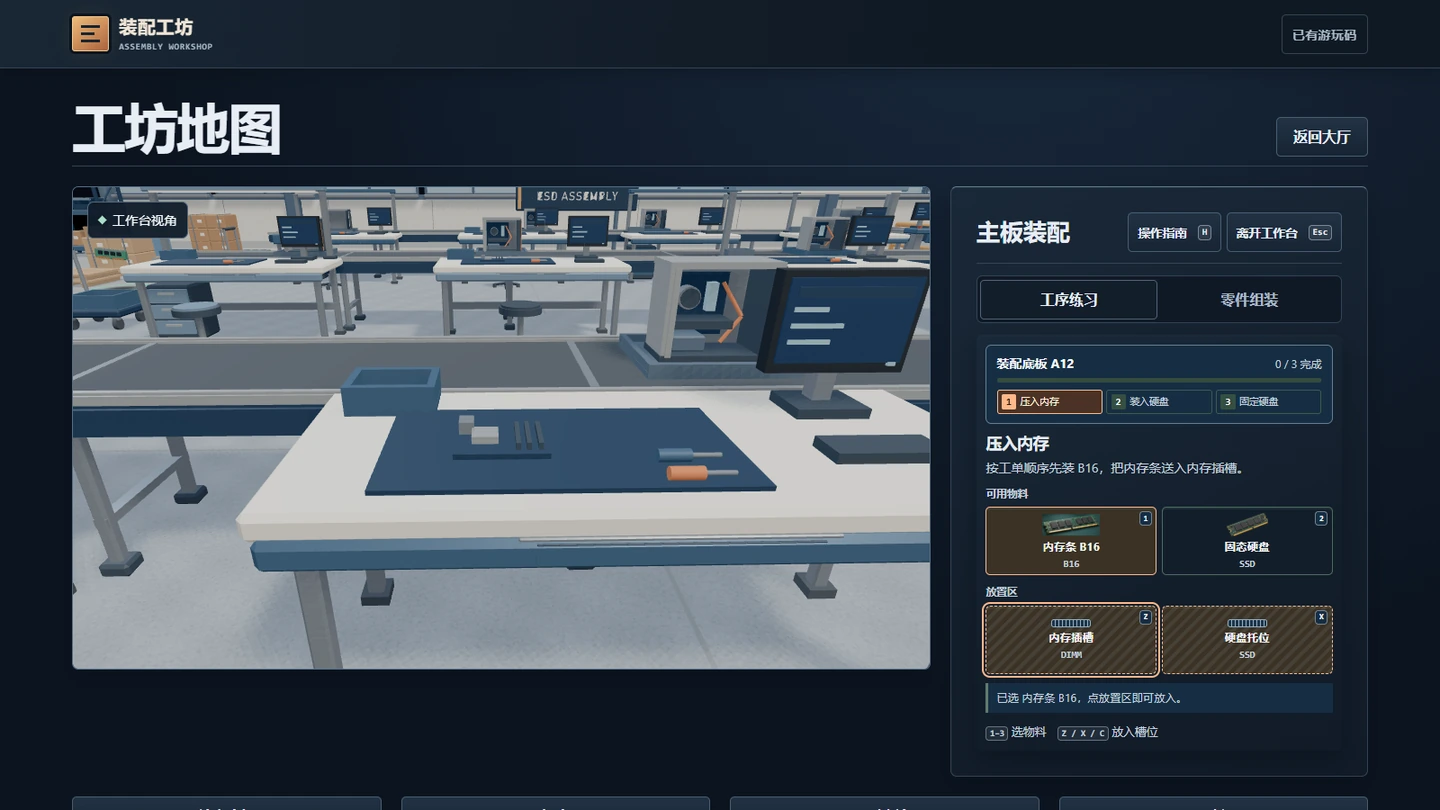 装配工坊
ASSEMBLY WORKSHOP
已有游玩码
工坊地图
返回大厅
工作台视角
ESD ASSEMBLY
主板装配
操作指南 H
离开工作台 Esc
工序练习
零件组装
装配底板 A12
0 / 3 完成
1 压入内存
2 装入硬盘
3 固定硬盘
压入内存
按工单顺序先装 B16，把内存条送入内存插槽。
可用物料
1
内存条 B16
B16
2
固态硬盘
SSD
放置区
Z
内存插槽
DIMM
X
硬盘托位
SSD
已选 内存条 B16，点放置区即可放入。
1-3 选物料 Z / X / C 放入槽位